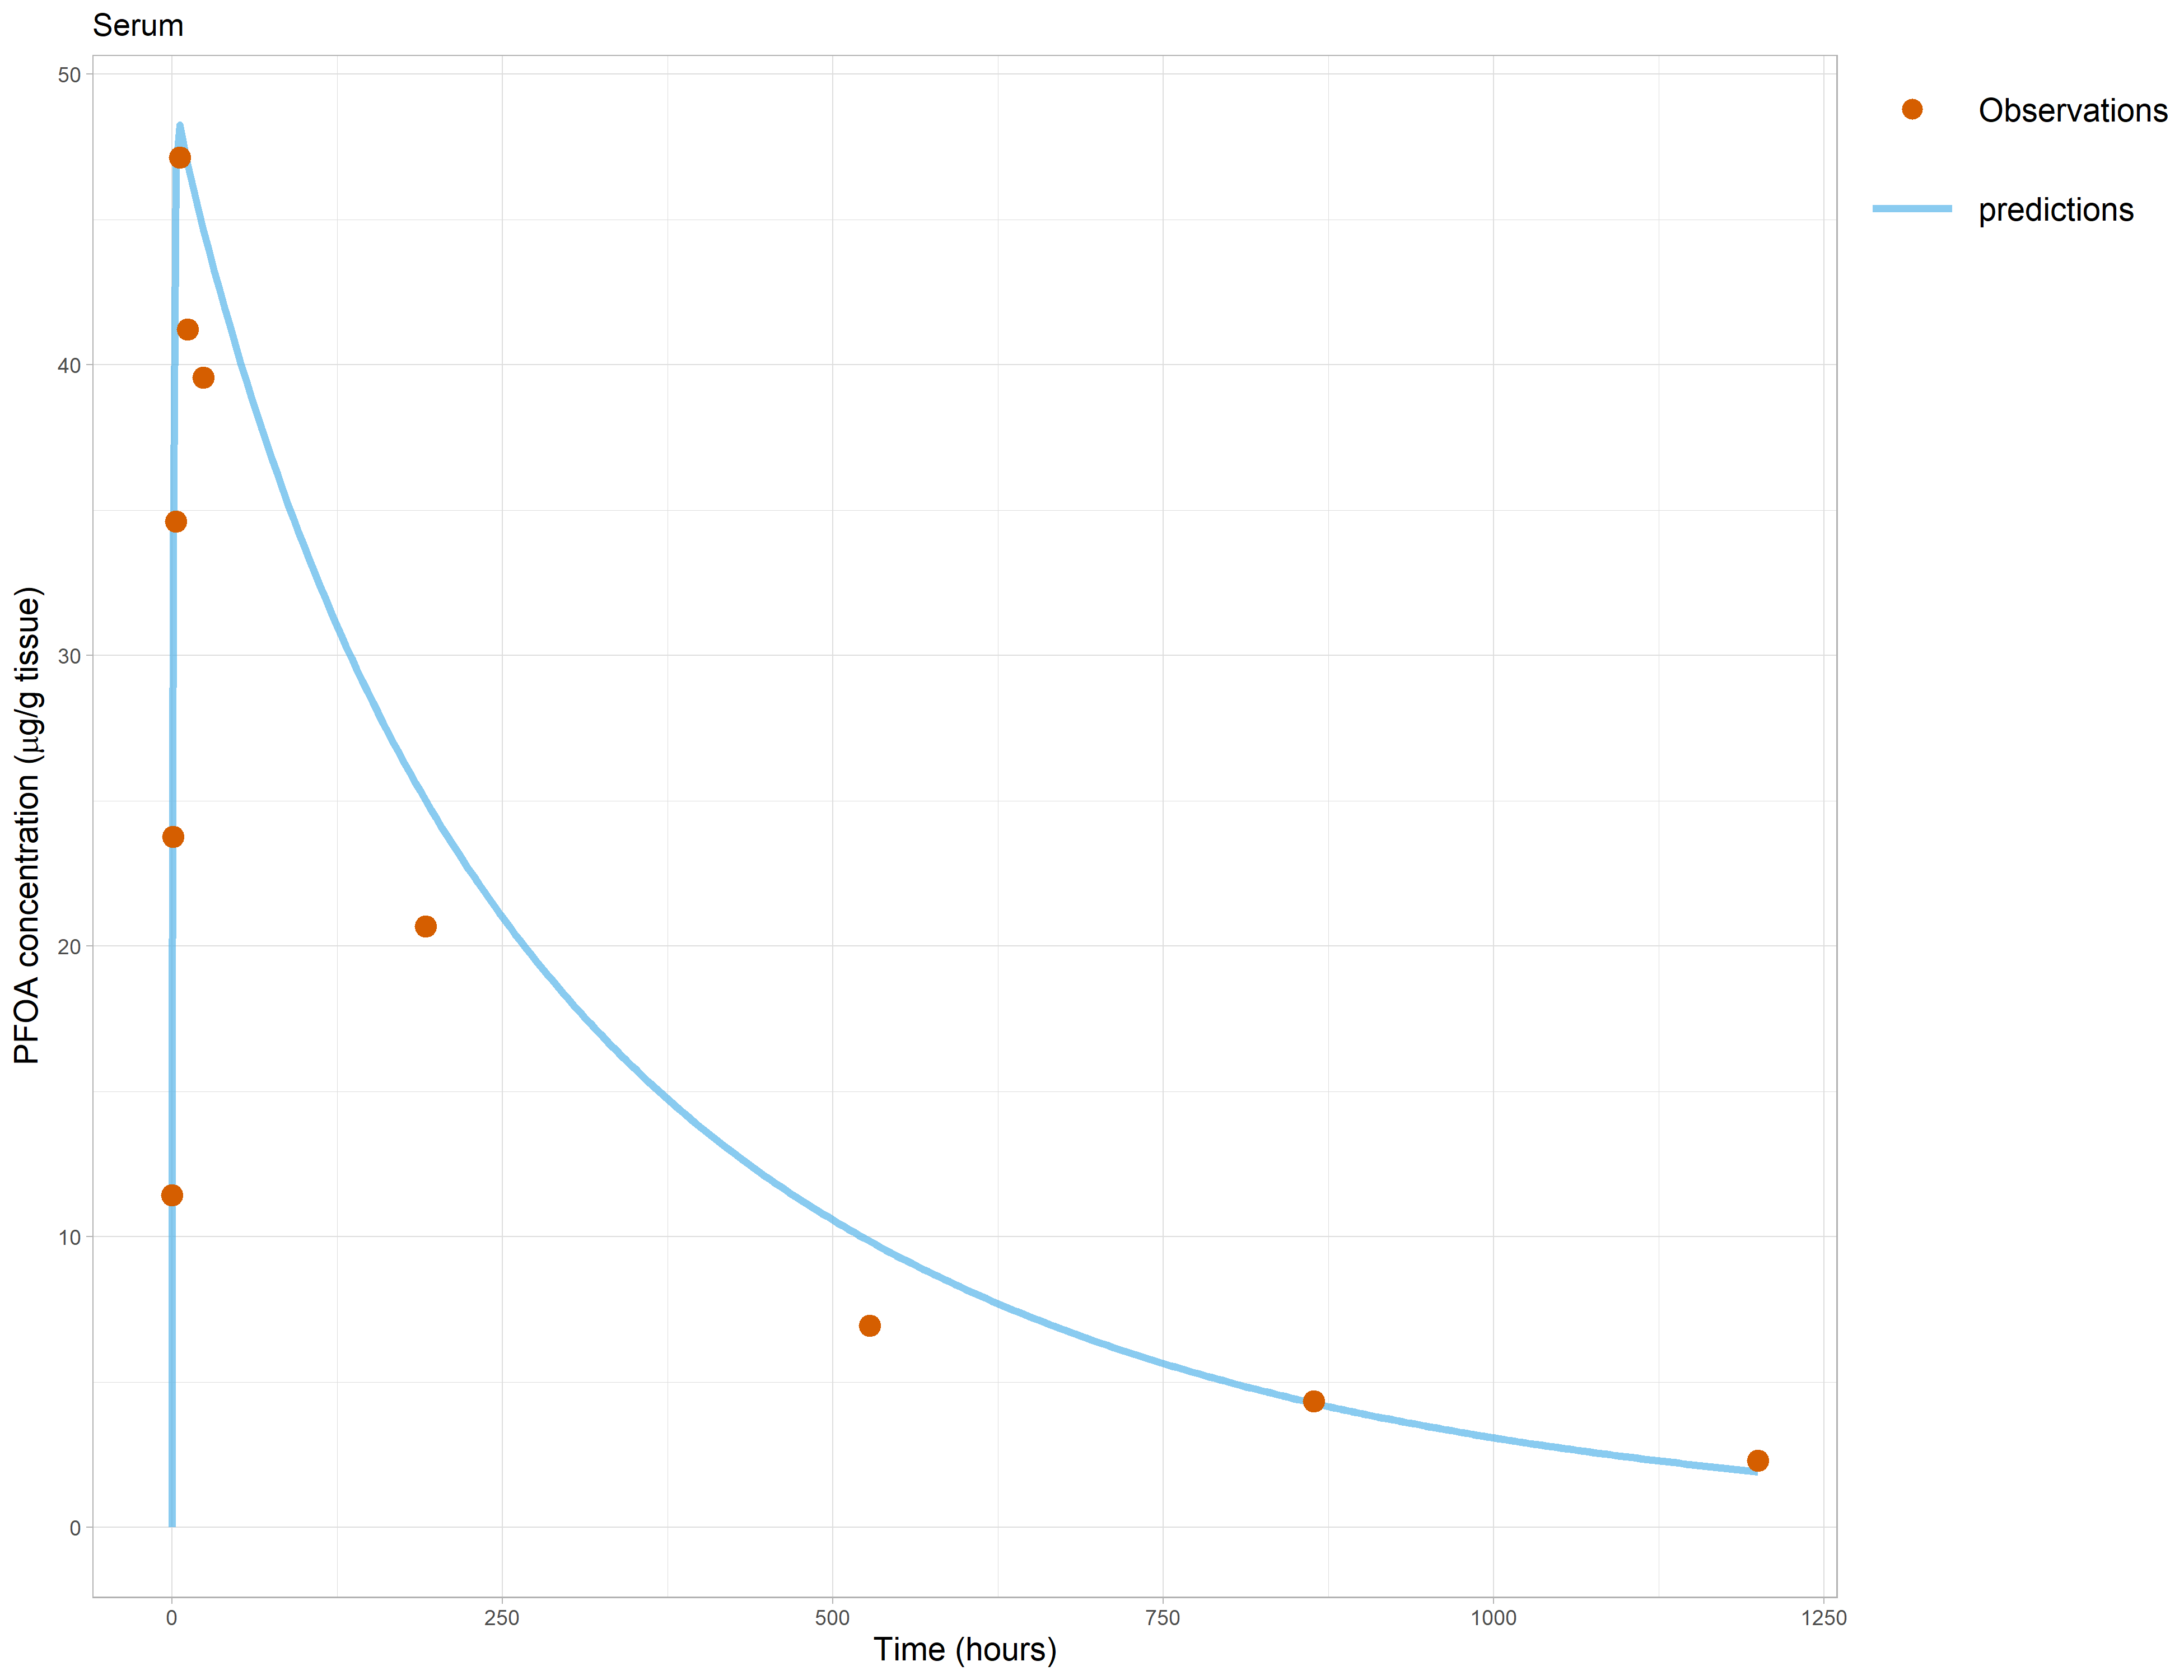 Serum
50
40
30
20
10
0
PFOA concentration (μg/g tissue)
0 250 500 750 1000 1250
Time (hours)
Observations
predictions